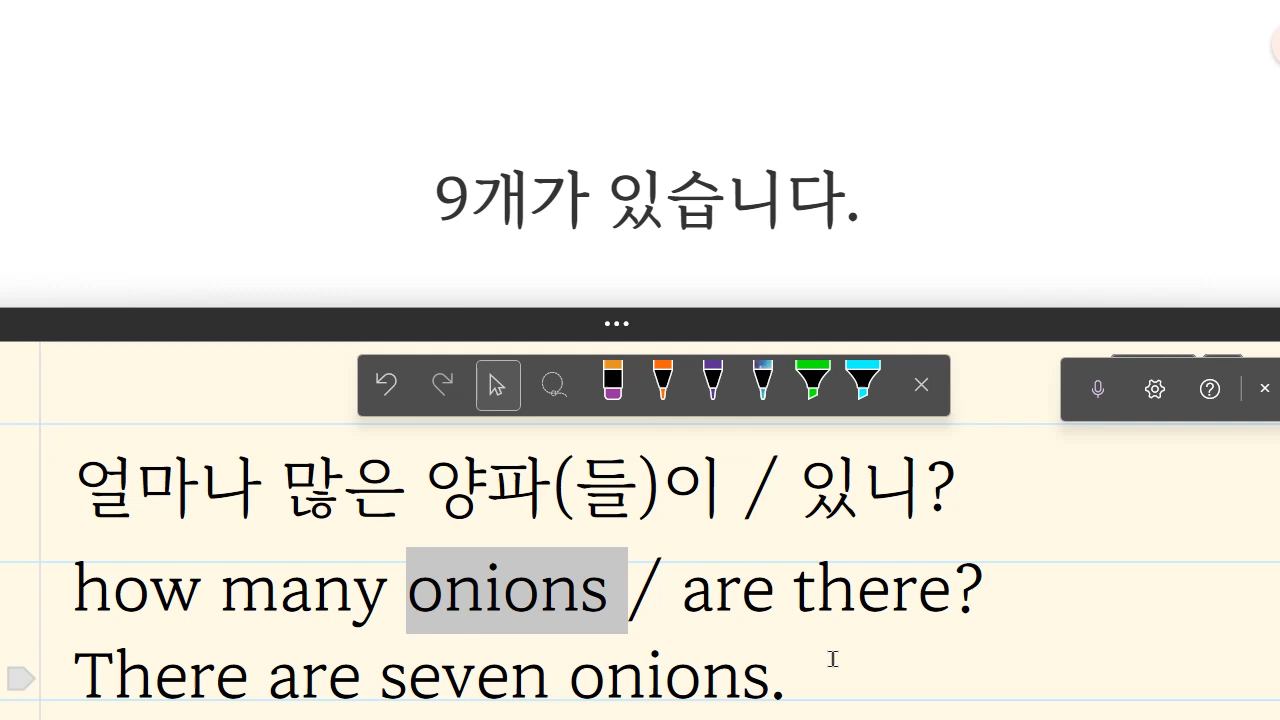 9개가 있습니다.
얼마나 많은 양파(들)이 / 있니?
how many onions / are there?
There are seven onions.